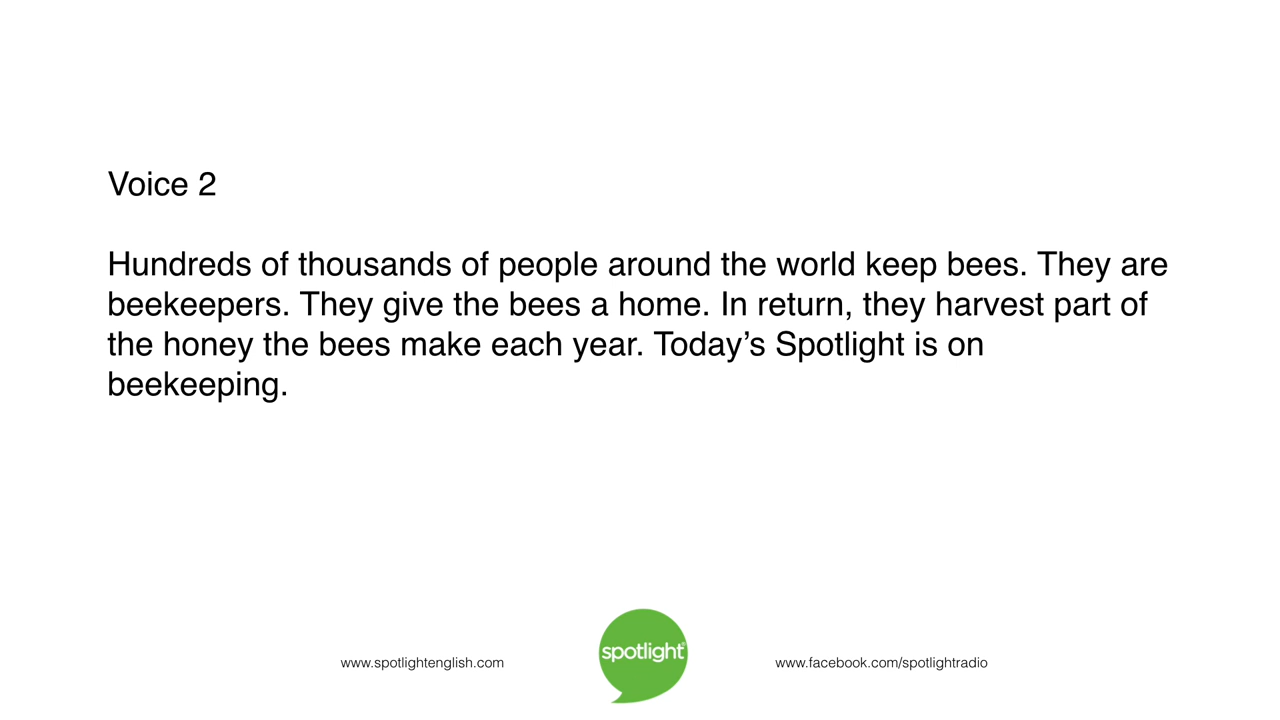 Voice 2
Hundreds of thousands of people around the world keep bees. They are
beekeepers. They give the bees a home. In return, they harvest part of
the honey the bees make each year. Today’s Spotlight is on
beekeeping.
www.spotlightenglish.com
spotlight®
www.facebook.com/spotlightradio